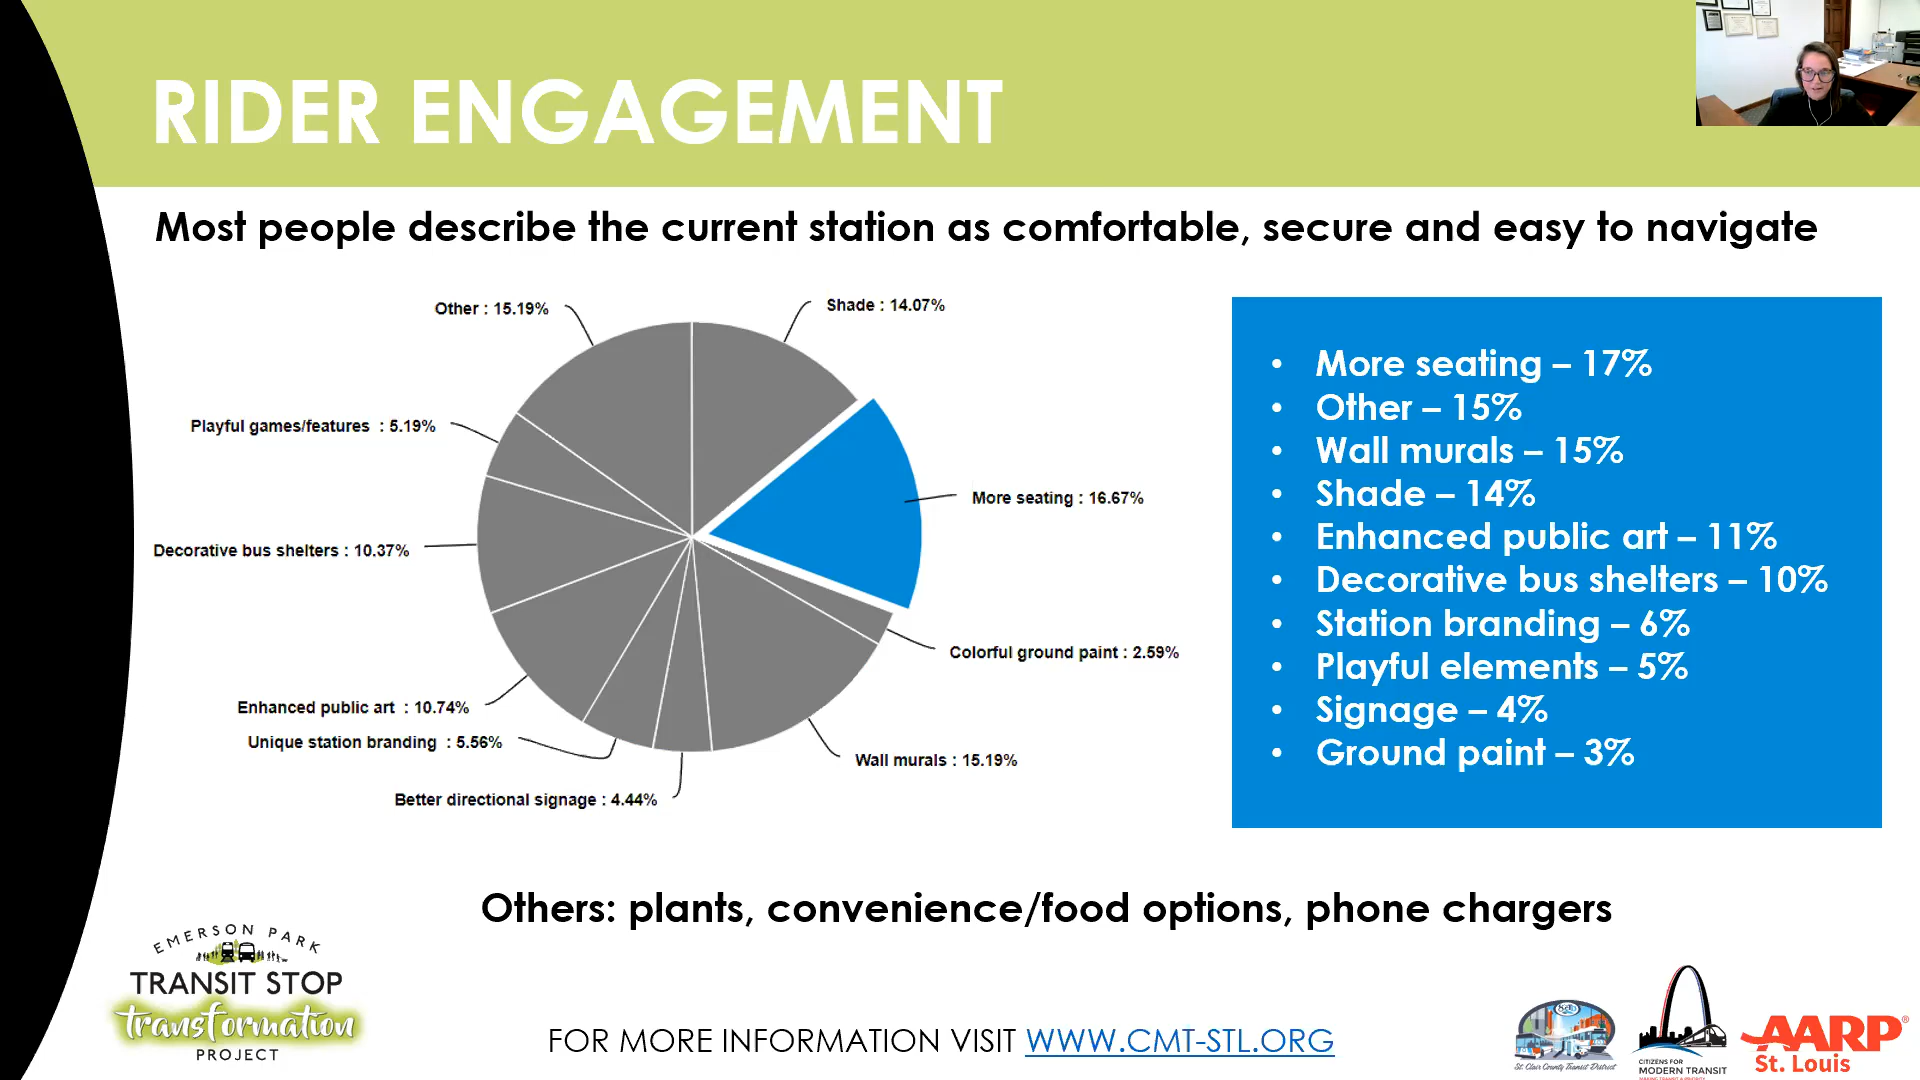 RIDER ENGAGEMENT
Most people describe the current station as comfortable, secure and easy to navigate
Other : 15.19%
Shade : 14.07%
Playful games/features : 5.19%
More seating : 16.67%
Decorative bus shelters : 10.37%
Colorful ground paint : 2.59%
Enhanced public art : 10.74%
Unique station branding : 5.56%
Wall murals : 15.19%
Better directional signage : 4.44%
• More seating – 17%
• Other – 15%
• Wall murals – 15%
• Shade – 14%
• Enhanced public art – 11%
• Decorative bus shelters – 10%
• Station branding – 6%
• Playful elements – 5%
• Signage – 4%
• Ground paint – 3%
Others: plants, convenience/food options, phone chargers
EMERSON PARK
TRANSIT STOP
transformation
PROJECT
FOR MORE INFORMATION VISIT WWW.CMT-STL.ORG
St. Clair County Transit District
CITIZENS FOR
MODERN TRANSIT
MAKING TRANSIT A PRIORITY
AARP®
St. Louis